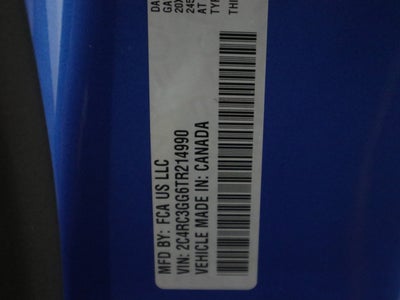 MFD BY: FCA US LLC
VIN: 2C4RC3GG6TR214990
VEHICLE MADE IN: CANADA